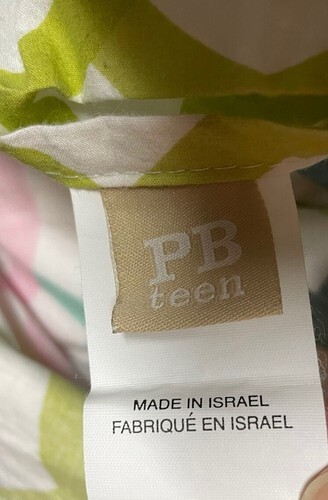 PB
teen
MADE IN ISRAEL
FABRIQUÉ EN ISRAEL